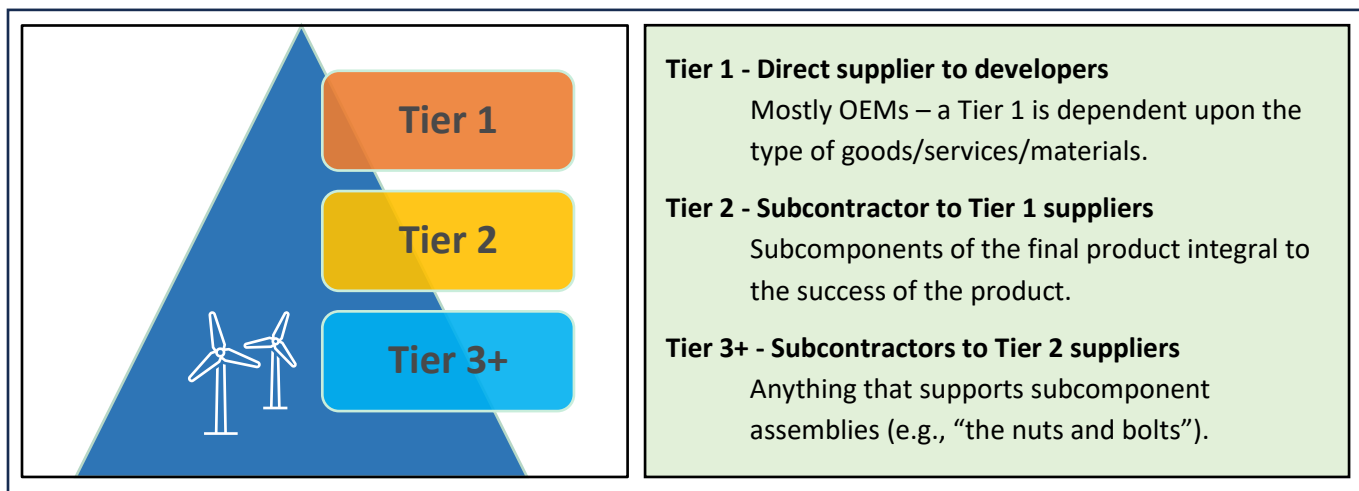 Tier 1
Tier 2
Tier 3+
Tier 1 - Direct supplier to developers
Mostly OEMs – a Tier 1 is dependent upon the
type of goods/services/materials.
Tier 2 - Subcontractor to Tier 1 suppliers
Subcomponents of the final product integral to
the success of the product.
Tier 3+ - Subcontractors to Tier 2 suppliers
Anything that supports subcomponent
assemblies (e.g., “the nuts and bolts”).